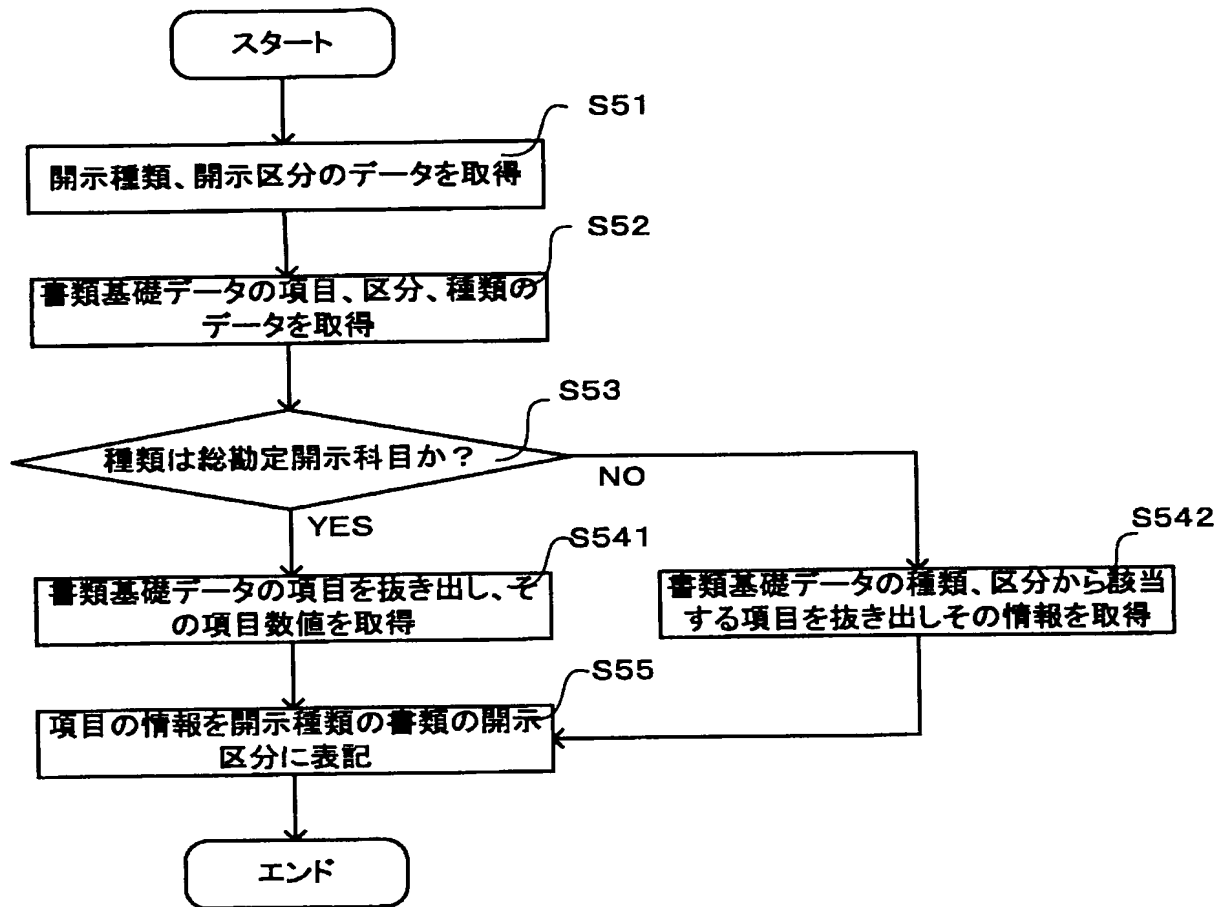 スタート
S51
開示種類、開示区分のデータを取得
S52
書類基礎データの項目、区分、種類の
データを取得
S53
種類は総勘定開示科目か？
NO
YES
S541
書類基礎データの項目を抜き出し、そ
の項目数値を取得
S542
書類基礎データの種類、区分から該当
する項目を抜き出しその情報を取得
S55
項目の情報を開示種類の書類の開示
区分に表記
エンド